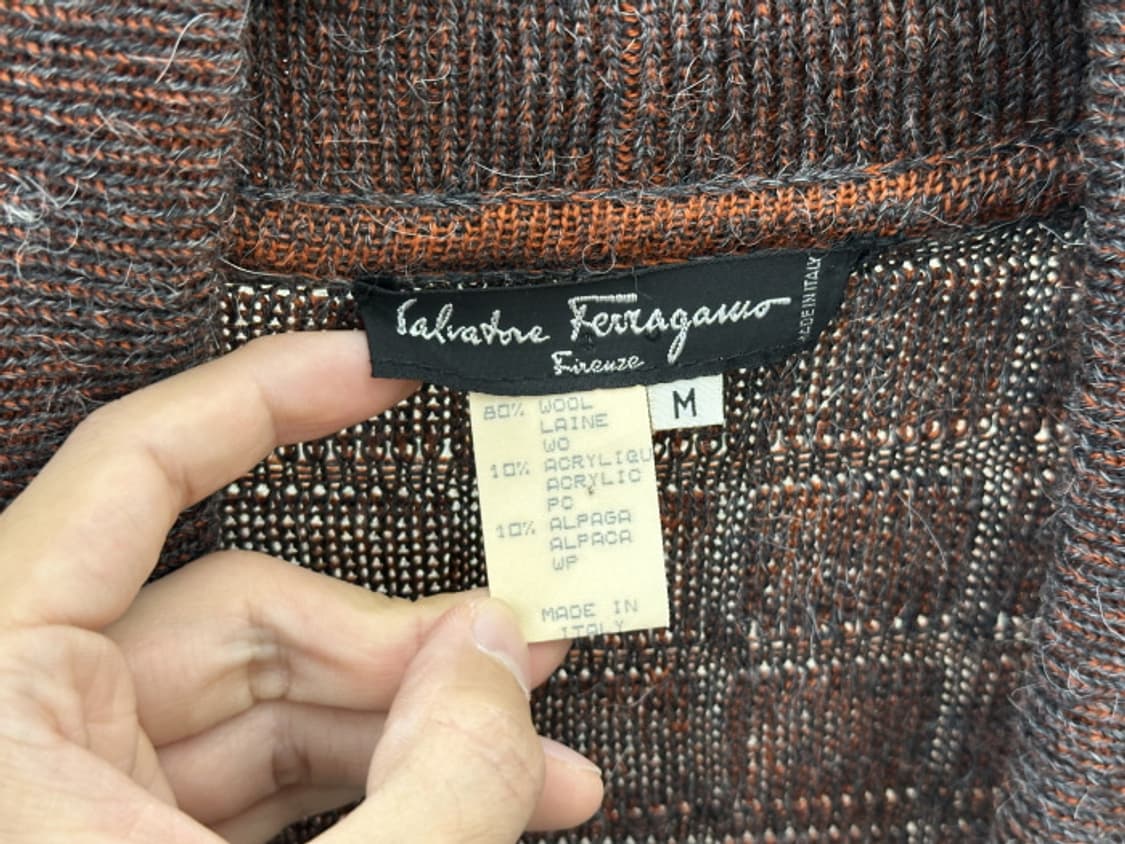 Salvatore Ferragamo
Firenze
MADE IN ITALY
M
80% WOOL
LAINE
WO
10% ACRYLIQU
ACRYLIC
PC
10% ALPAGA
ALPACA
WP
MADE IN
ITALY